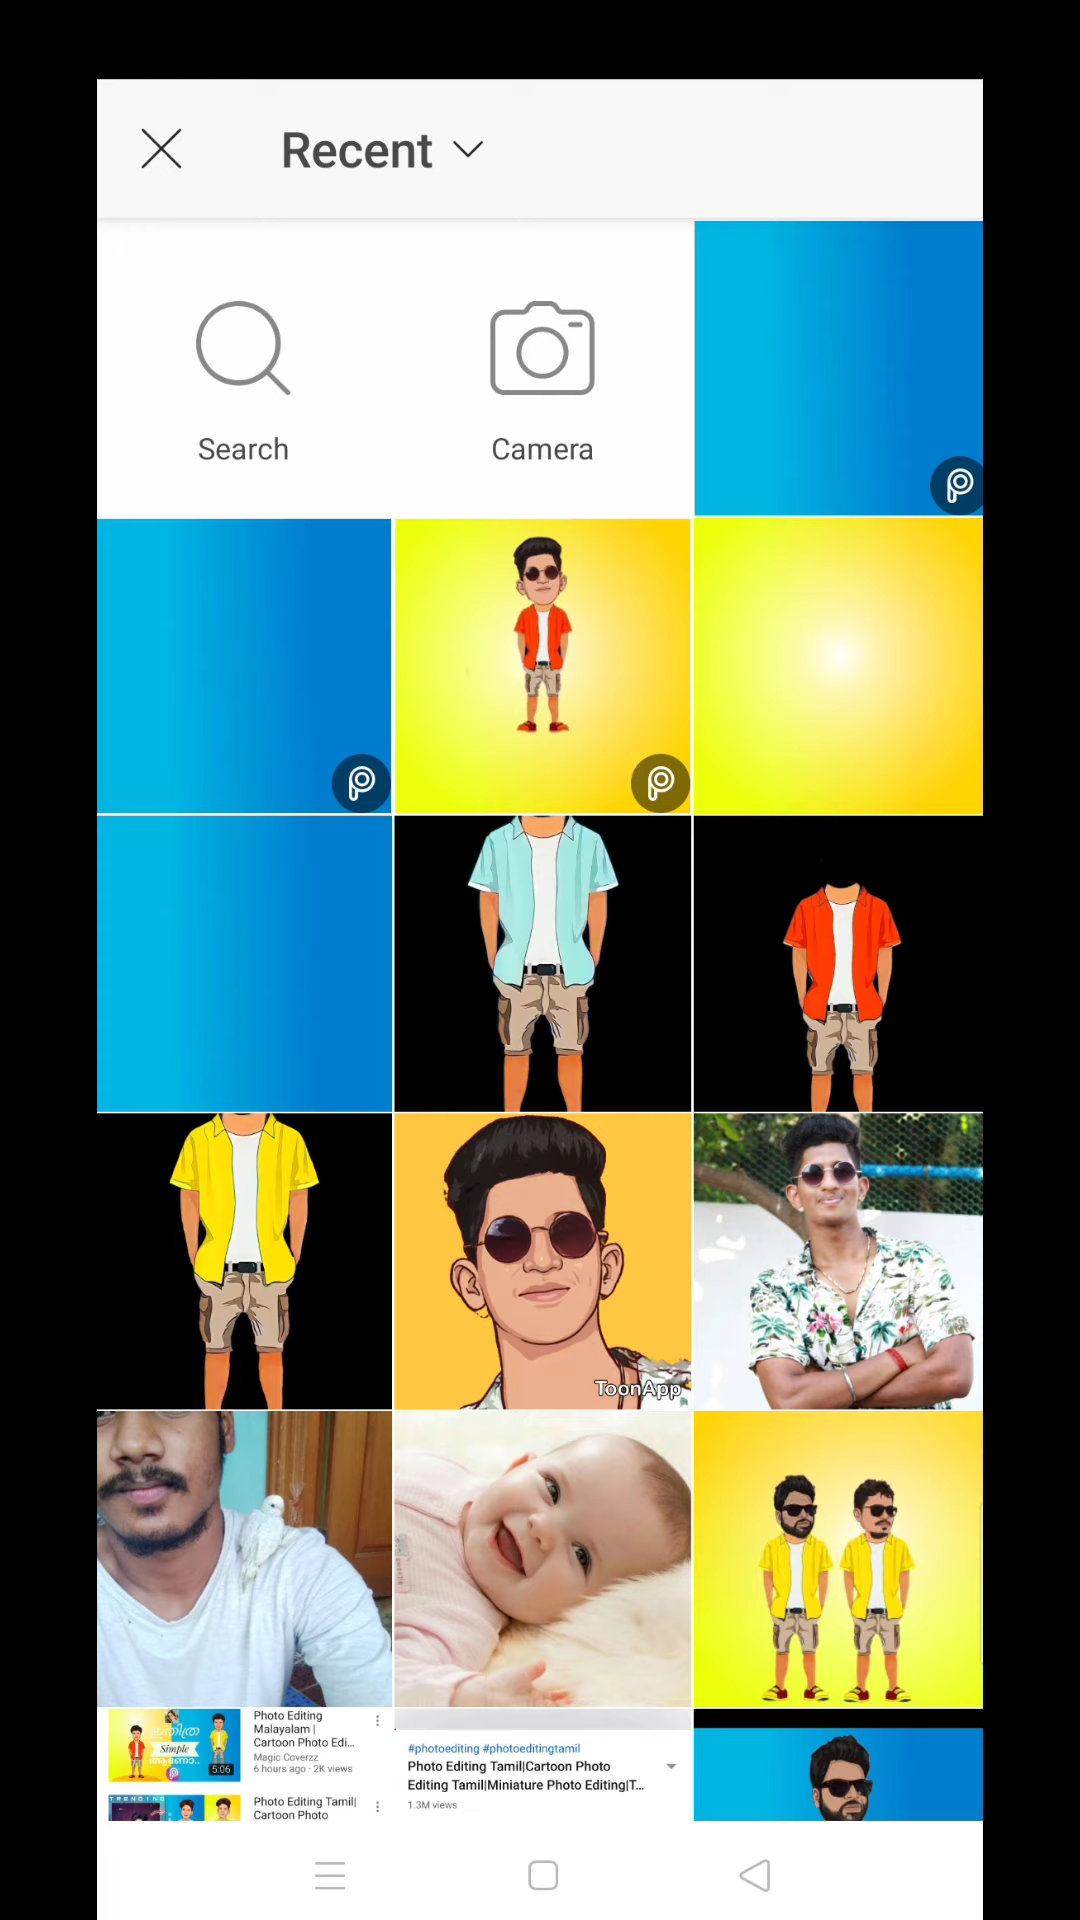 Recent
Search
Camera
ToonApp
Photo Editing
Malayalam |
Cartoon Photo Edi...
Magic Coverzz
6 hours ago · 2K views
Simple
5:06
TRENDING
Photo Editing Tamil|
Cartoon Photo
#photoediting #photoeditingtamil
Photo Editing Tamil|Cartoon Photo
Editing Tamil|Miniature Photo Editing|T...
1.3M views